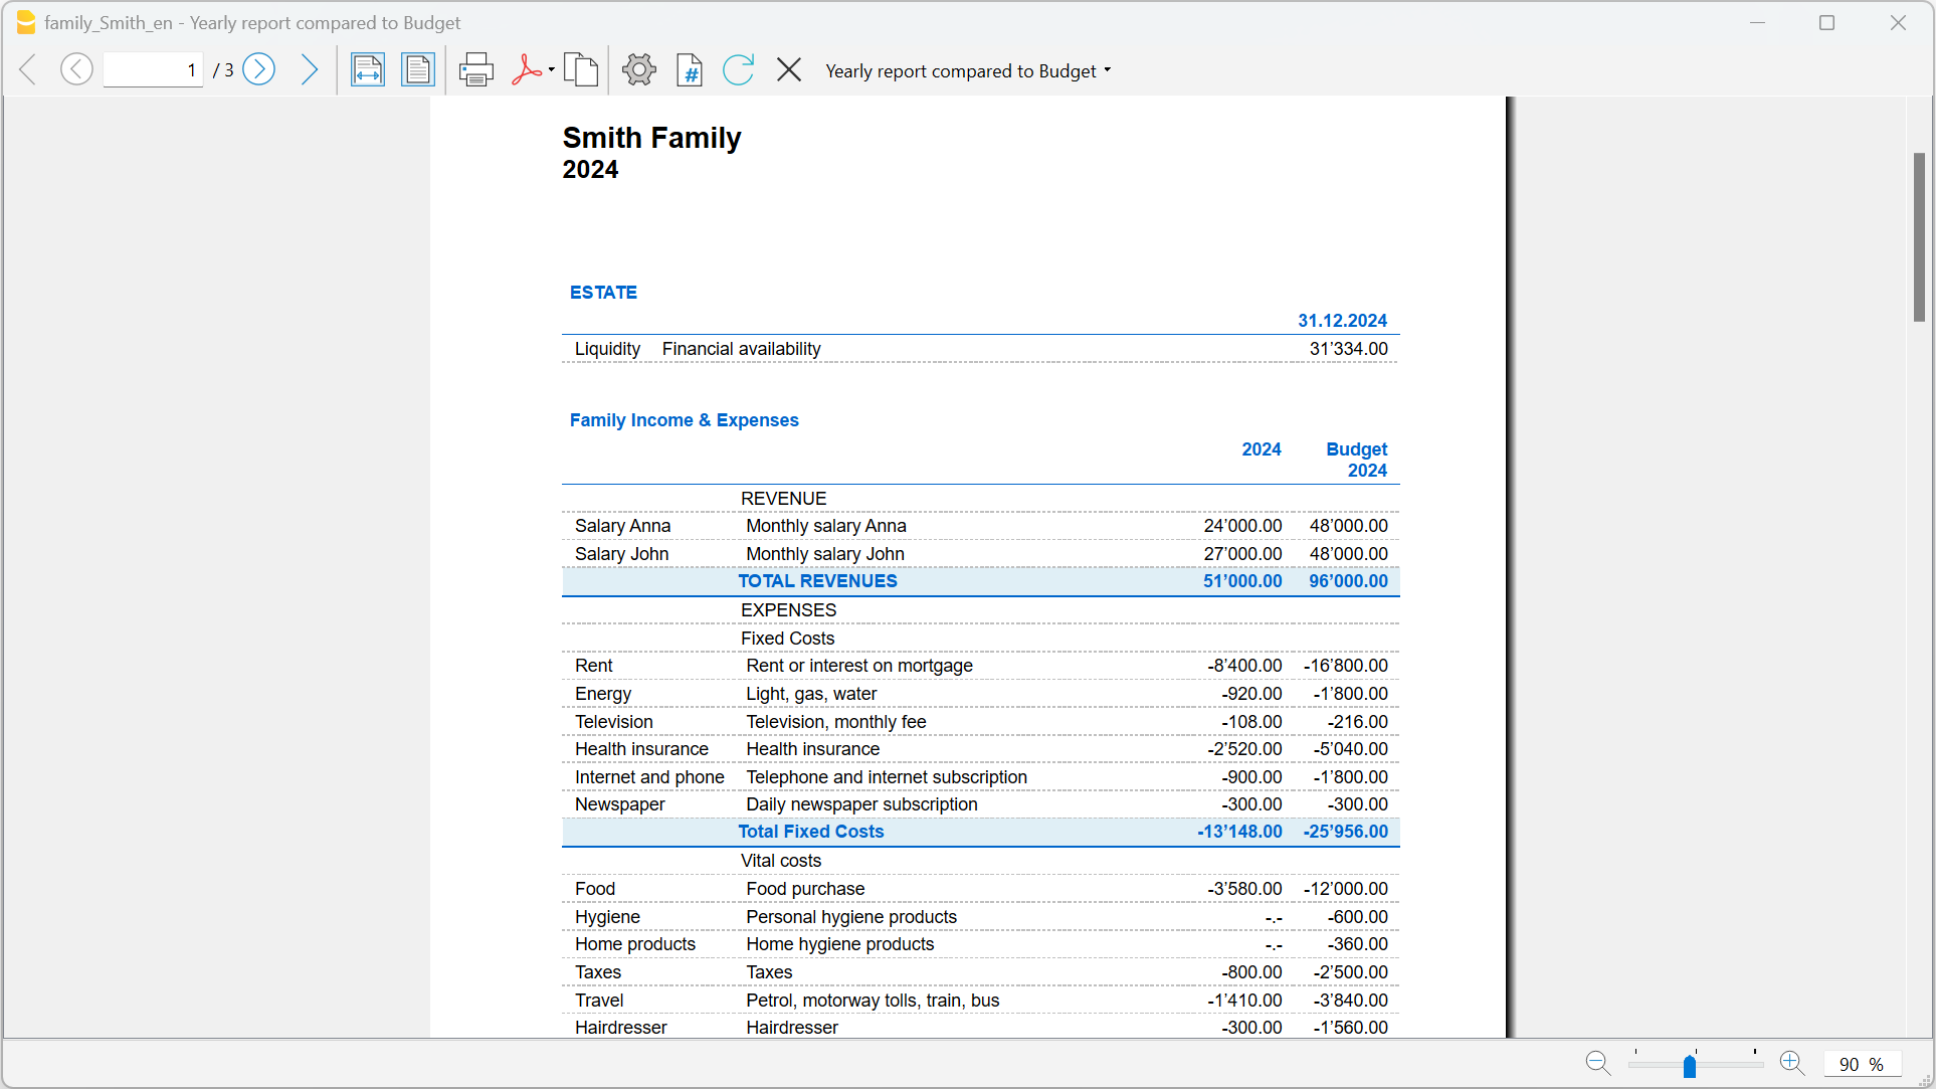 family_Smith_en - Yearly report compared to Budget
1 / 3 # Yearly report compared to Budget
Smith Family
2024
ESTATE
31.12.2024
Liquidity Financial availability 31’334.00
Family Income & Expenses
2024 Budget
2024
REVENUE
Salary Anna Monthly salary Anna 24’000.00 48’000.00
Salary John Monthly salary John 27’000.00 48’000.00
TOTAL REVENUES 51’000.00 96’000.00
EXPENSES
Fixed Costs
Rent Rent or interest on mortgage -8’400.00 -16’800.00
Energy Light, gas, water -920.00 -1’800.00
Television Television, monthly fee -108.00 -216.00
Health insurance Health insurance -2’520.00 -5’040.00
Internet and phone Telephone and internet subscription -900.00 -1’800.00
Newspaper Daily newspaper subscription -300.00 -300.00
Total Fixed Costs -13’148.00 -25’956.00
Vital costs
Food Food purchase -3’580.00 -12’000.00
Hygiene Personal hygiene products -.- -600.00
Home products Home hygiene products -.- -360.00
Taxes Taxes -800.00 -2’500.00
Travel Petrol, motorway tolls, train, bus -1’410.00 -3’840.00
Hairdresser Hairdresser -300.00 -1’560.00
90 %